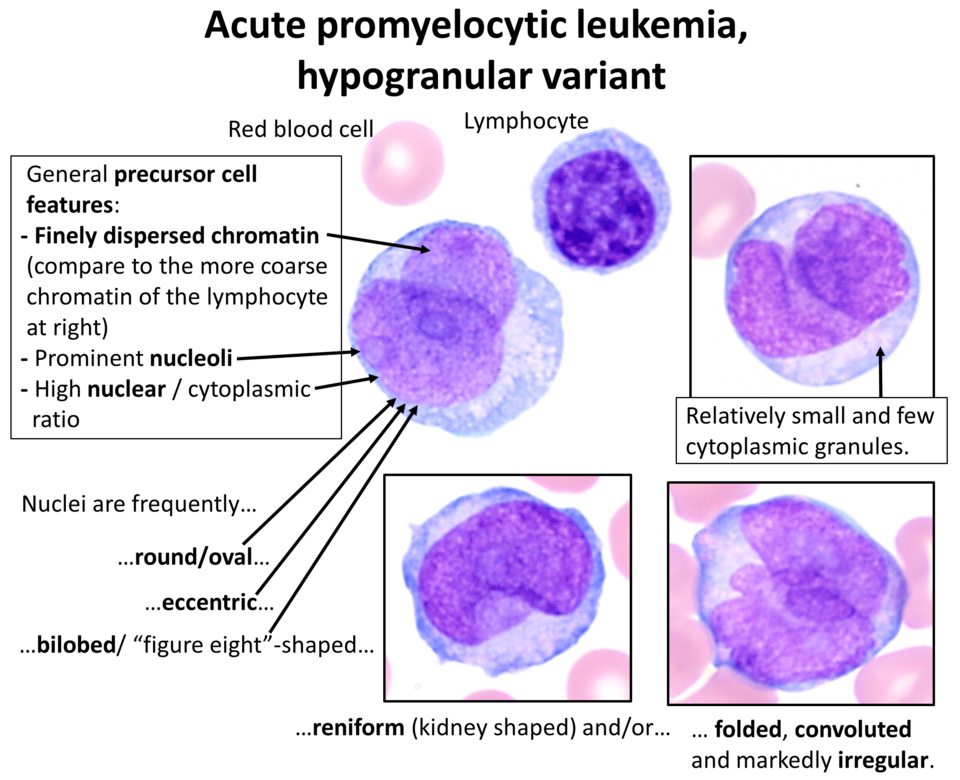 Acute promyelocytic leukemia,
hypogranular variant
Red blood cell
Lymphocyte
General precursor cell
features:
- Finely dispersed chromatin
(compare to the more coarse
chromatin of the lymphocyte
at right)
- Prominent nucleoli
- High nuclear / cytoplasmic
ratio
Relatively small and few
cytoplasmic granules.
Nuclei are frequently...
...round/oval...
...eccentric...
...bilobed/ “figure eight”-shaped...
...reniform (kidney shaped) and/or...
... folded, convoluted
and markedly irregular.